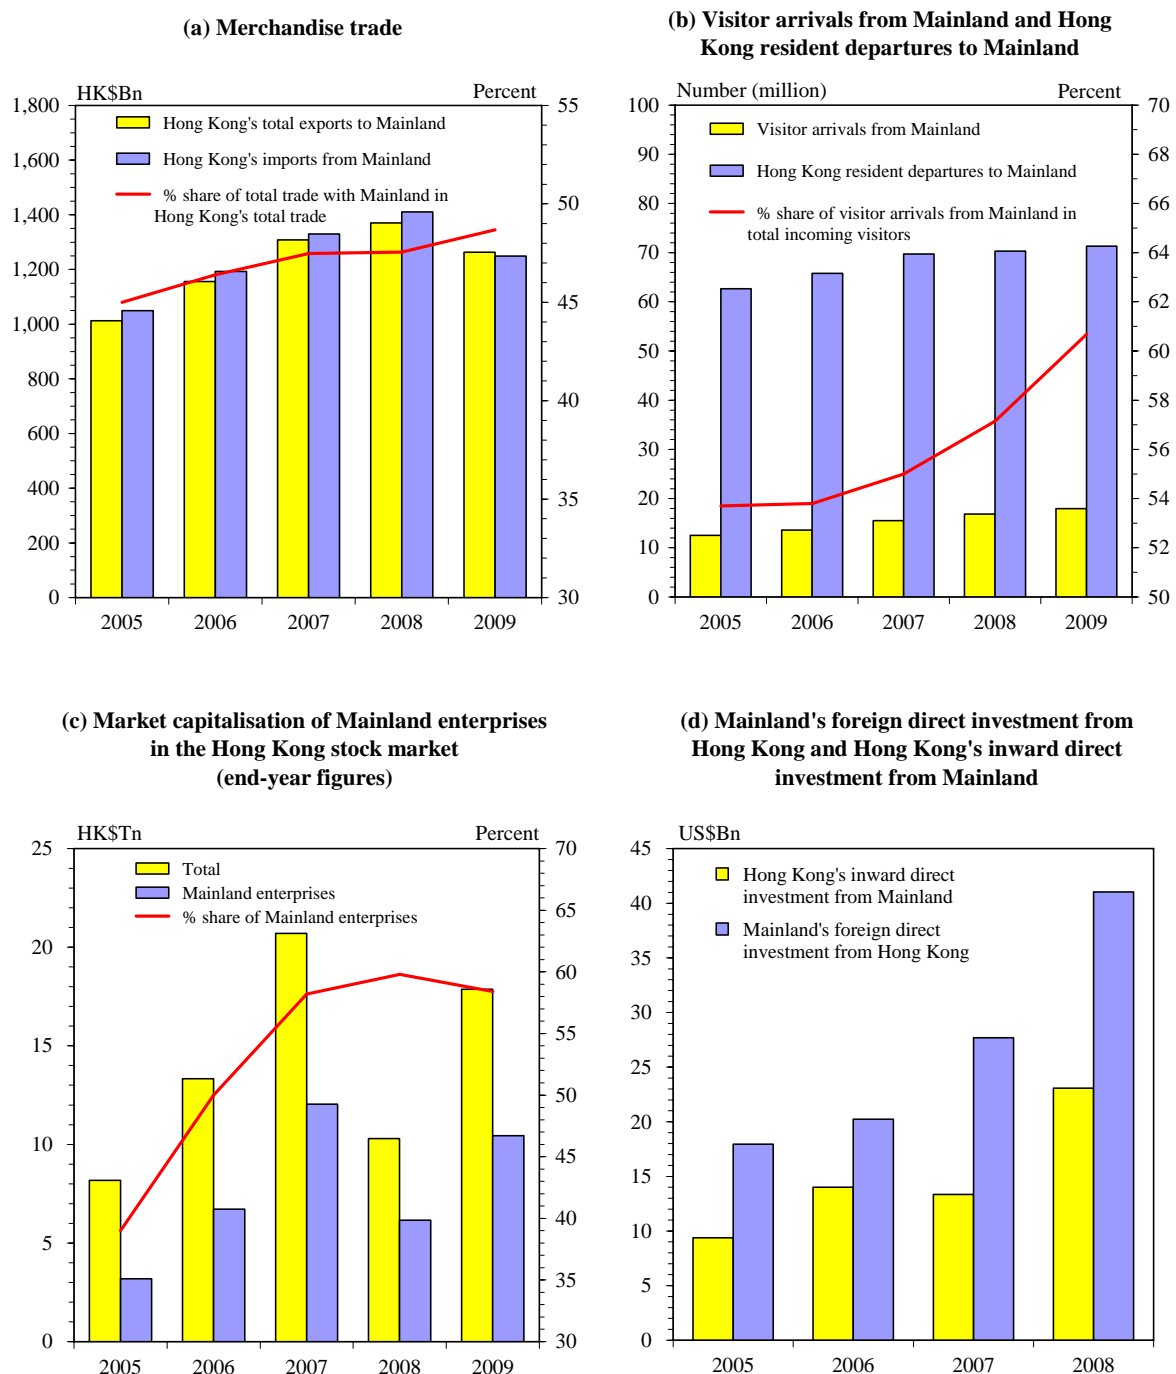 (a) Merchandise trade
HK$Bn
Percent
1,800
1,600
1,400
1,200
1,000
800
600
400
200
0
55
50
45
40
35
30
Hong Kong's total exports to Mainland
Hong Kong's imports from Mainland
% share of total trade with Mainland in
Hong Kong's total trade
2005 2006 2007 2008 2009
(b) Visitor arrivals from Mainland and Hong
Kong resident departures to Mainland
Number (million)
Percent
100
90
80
70
60
50
40
30
20
10
0
70
68
66
64
62
60
58
56
54
52
50
Visitor arrivals from Mainland
Hong Kong resident departures to Mainland
% share of visitor arrivals from Mainland in
total incoming visitors
2005 2006 2007 2008 2009
(c) Market capitalisation of Mainland enterprises
in the Hong Kong stock market
(end-year figures)
HK$Tn
Percent
25
20
15
10
5
0
70
65
60
55
50
45
40
35
30
Total
Mainland enterprises
% share of Mainland enterprises
2005 2006 2007 2008 2009
(d) Mainland's foreign direct investment from
Hong Kong and Hong Kong's inward direct
investment from Mainland
US$Bn
45
40
35
30
25
20
15
10
5
0
Hong Kong's inward direct
investment from Mainland
Mainland's foreign direct
investment from Hong Kong
2005 2006 2007 2008